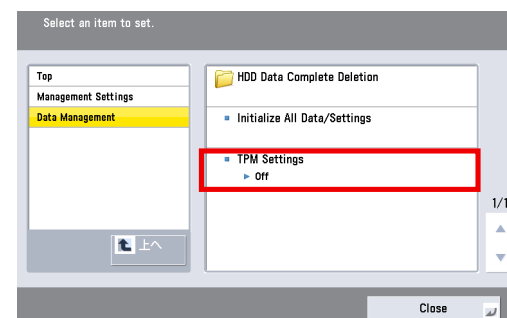 Select an item to set.
Top
Management Settings
Data Management
上へ
HDD Data Complete Deletion
Initialize All Data/Settings
TPM Settings
Off
1/1
Close